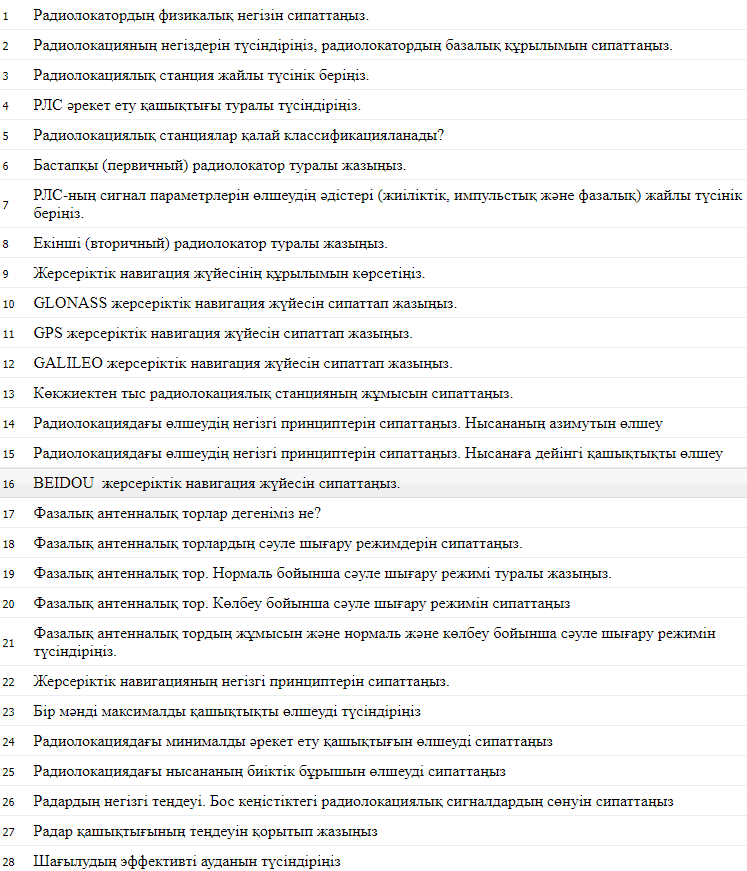 1 Радиолокатордың физикалық негізін сипаттаңыз.
2 Радиолокацияның негіздерін түсіндіріңіз, радиолокатордың базалық құрылымын сипаттаңыз.
3 Радиолокациялық станция жайлы түсінік беріңіз.
4 РЛС әрекет ету қашықтығы туралы түсіндіріңіз.
5 Радиолокациялық станциялар қалай классификацияланады?
6 Бастапқы (первичный) радиолокатор туралы жазыңыз.
7 РЛС-ның сигнал параметрлерін өлшеудің әдістері (жиіліктік, импульстық және фазалық) жайлы түсінік
беріңіз.
8 Екінші (вторичный) радиолокатор туралы жазыңыз.
9 Жерсеріктік навигация жүйесінің құрылымын көрсетіңіз.
10 GLONASS жерсеріктік навигация жүйесін сипаттап жазыңыз.
11 GPS жерсеріктік навигация жүйесін сипаттап жазыңыз.
12 GALILEO жерсеріктік навигация жүйесін сипаттап жазыңыз.
13 Көкжиектен тыс радиолокациялық станцияның жұмысын сипаттаңыз.
14 Радиолокациядағы өлшеудің негізгі принциптерін сипаттаңыз. Нысананың азимутын өлшеу
15 Радиолокациядағы өлшеудің негізгі принциптерін сипаттаңыз. Нысанаға дейінгі қашықтықты өлшеу
16 BEIDOU жерсеріктік навигация жүйесін сипаттаңыз.
17 Фазалық антенналық торлар дегеніміз не?
18 Фазалық антенналық торлардың сәуле шығару режимдерін сипаттаңыз.
19 Фазалық антенналық тор. Нормаль бойынша сәуле шығару режимі туралы жазыңыз.
20 Фазалық антенналық тор. Көлбеу бойынша сәуле шығару режимін сипаттаңыз
21 Фазалық антенналық тордың жұмысын және нормаль және көлбеу бойынша сәуле шығару режимін
түсіндіріңіз.
22 Жерсеріктік навигацияның негізгі принциптерін сипаттаңыз.
23 Бір мәнді максималды қашықтықты өлшеуді түсіндіріңіз
24 Радиолокациядағы минималды әрекет ету қашықтығын өлшеуді сипаттаңыз
25 Радиолокациядағы нысананың биіктік бұрышын өлшеуді сипаттаңыз
26 Радардың негізгі теңдеуі. Бос кеңістіктегі радиолокациялық сигналдардың сөнуін сипаттаңыз
27 Радар қашықтығының теңдеуін қорытып жазыңыз
28 Шағылудың эффективті ауданын түсіндіріңіз